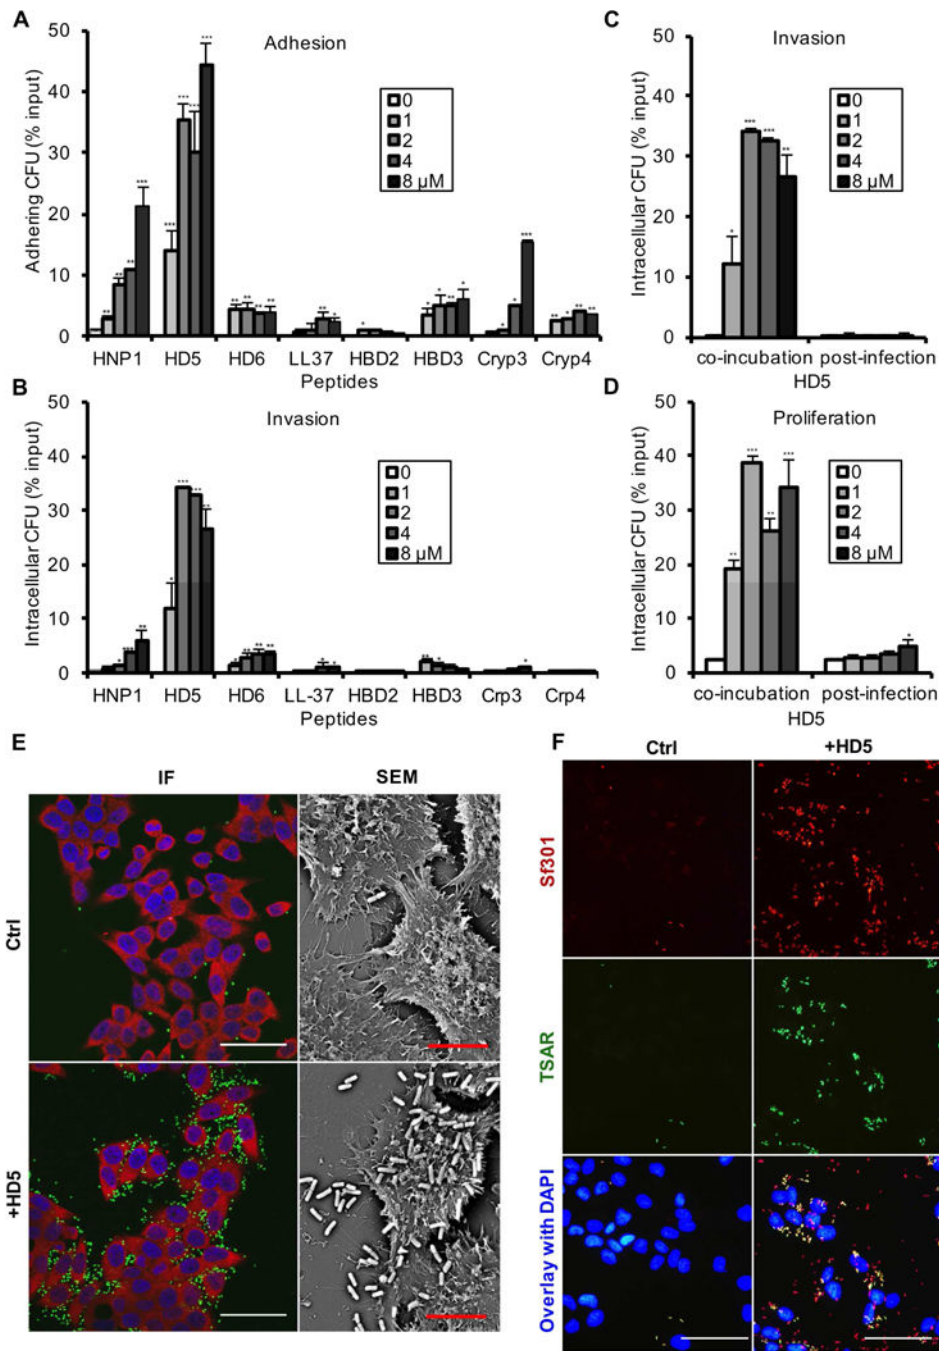 A
Adhesion
50
40
30
20
10
0
Adhering CFU (% input)
0
1
2
4
8 µM
HNP1 HD5 HD6 LL37 HBD2 HBD3 Cryp3 Cryp4
Peptides
B
Invasion
50
40
30
20
10
0
Intracellular CFU (% input)
0
1
2
4
8 µM
HNP1 HD5 HD6 LL-37 HBD2 HBD3 Crp3 Crp4
Peptides
C
Invasion
50
40
30
20
10
0
Intracellular CFU (% input)
0
1
2
4
8 µM
co-incubation post-infection
HD5
D
Proliferation
50
40
30
20
10
0
Intracellular CFU (% input)
0
1
2
4
8 µM
co-incubation post-infection
HD5
E
IF SEM
Ctrl
+HD5
F
Ctrl +HD5
Sf301
TSAR
Overlay with DAPI